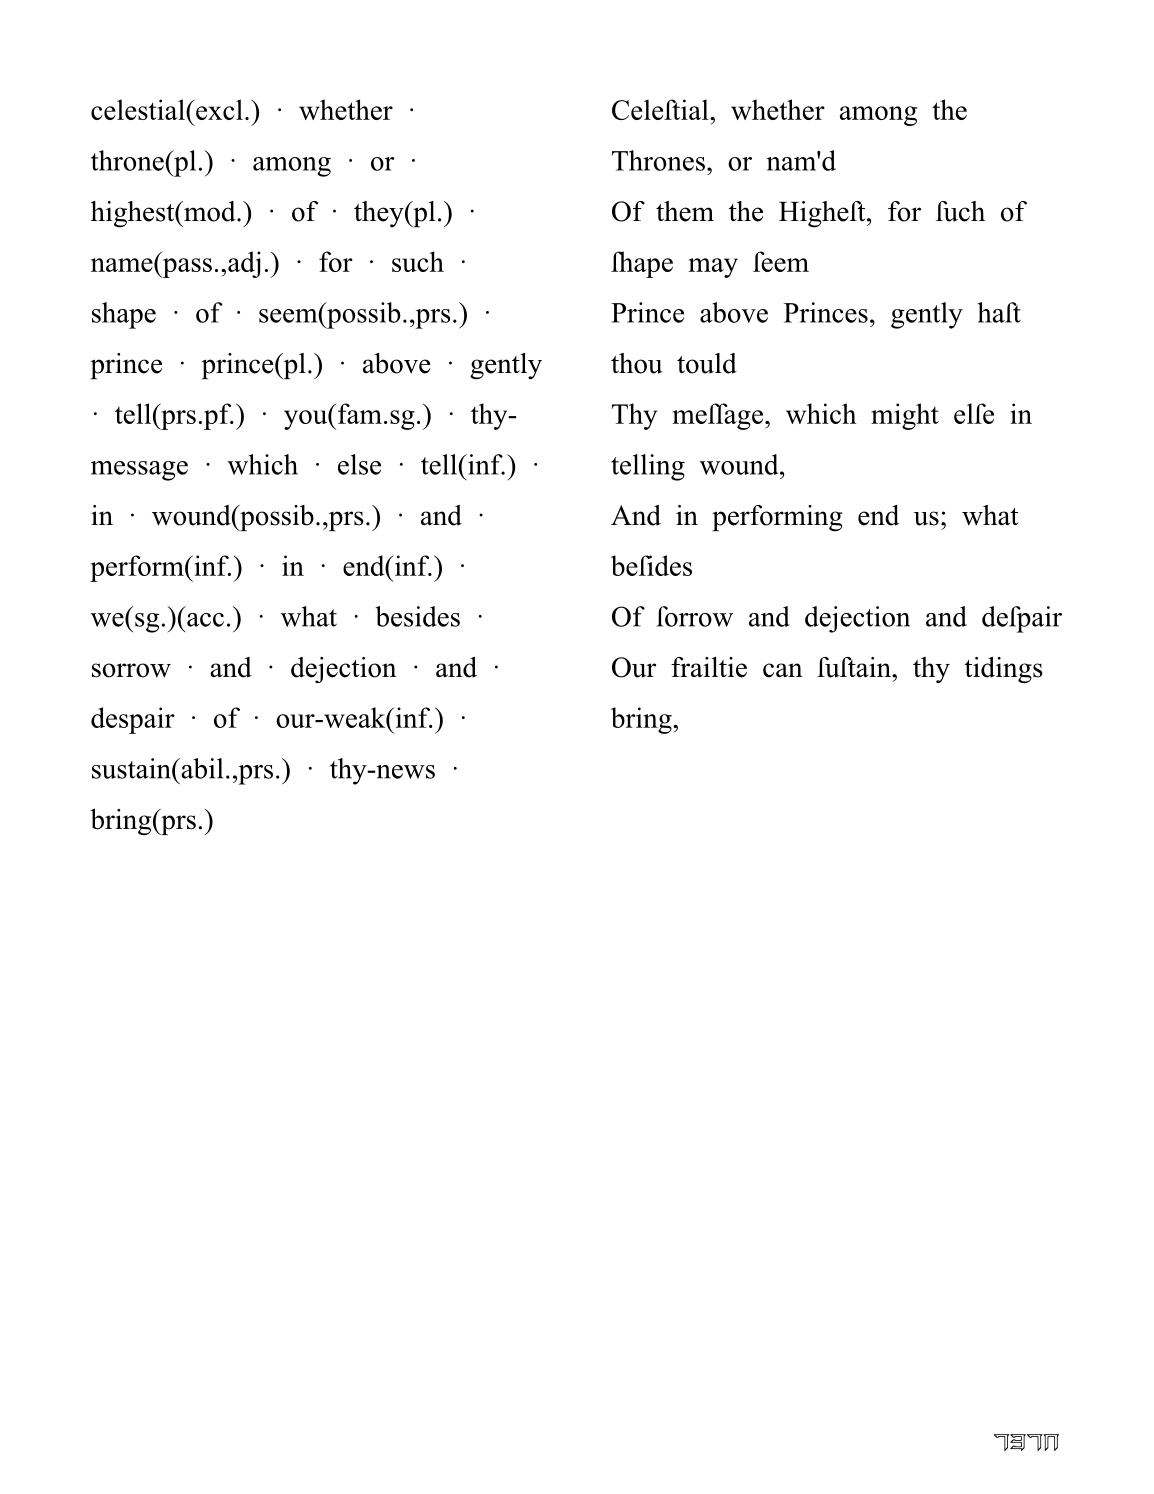 celestial(excl.) · whether ·
throne(pl.) · among · or ·
highest(mod.) · of · they(pl.) ·
name(pass.,adj.) · for · such ·
shape · of · seem(possib.,prs.) ·
prince · prince(pl.) · above · gently
· tell(prs.pf.) · you(fam.sg.) · thy-
message · which · else · tell(inf.) ·
in · wound(possib.,prs.) · and ·
perform(inf.) · in · end(inf.) ·
we(sg.)(acc.) · what · besides ·
sorrow · and · dejection · and ·
despair · of · our-weak(inf.) ·
sustain(abil.,prs.) · thy-news ·
bring(prs.)
Celeſtial, whether among the
Thrones, or nam'd
Of them the Higheſt, for ſuch of
ſhape may ſeem
Prince above Princes, gently haſt
thou tould
Thy meſſage, which might elſe in
telling wound,
And in performing end us; what
beſides
Of ſorrow and dejection and deſpair
Our frailtie can ſuſtain, thy tidings
bring,